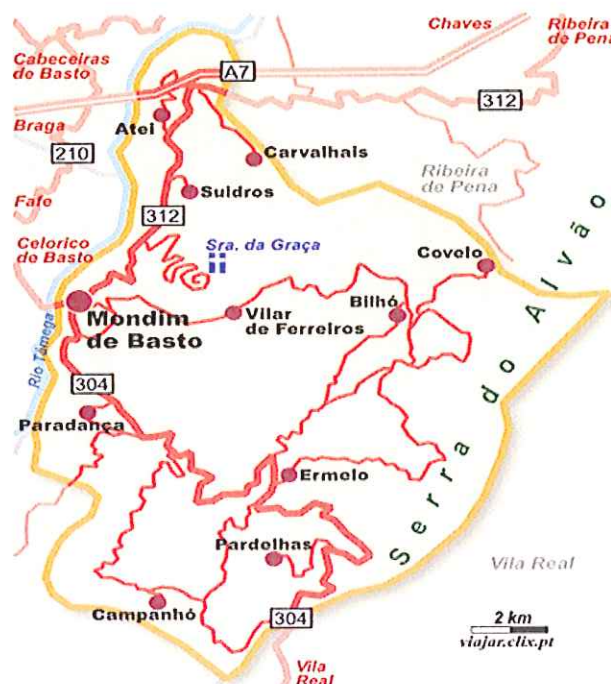 Chaves
Ribeira
de Pena
Cabeceiras
de Basto
A7
312
Braga
Atei
210
Carvalhais
Ribeira
de Pena
Fafe
Suidros
312
Celorico
de Basto
Sra. da Graça
Covelo
Mondim
de Basto
Vilar
de Ferreiros
Bilhó
Rio Tâmega
Serra do Alvão
304
Paradança
Ermelo
Pardelhas
Vila Real
Campanhó
304
2 km
viajar.clix.pt
Vila
Real